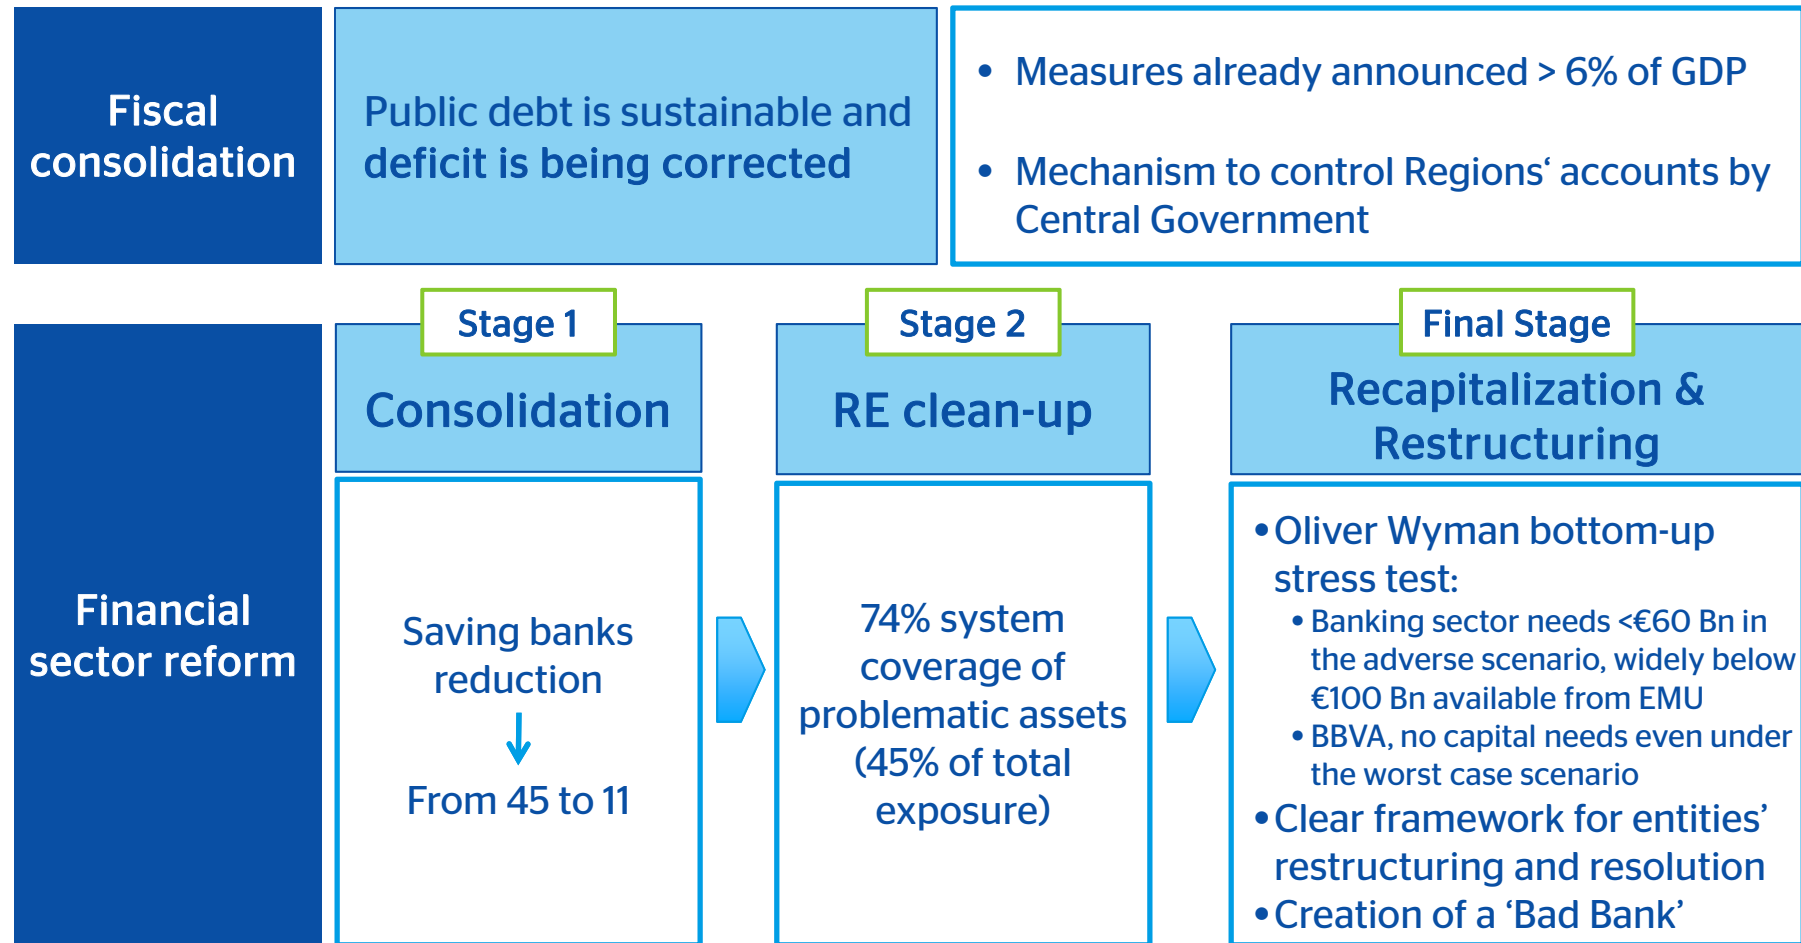 Fiscal
consolidation
Public debt is sustainable and
deficit is being corrected
• Measures already announced > 6% of GDP
• Mechanism to control Regions‘ accounts by
Central Government
Financial
sector reform
Stage 1
Consolidation
Saving banks
reduction
From 45 to 11
Stage 2
RE clean-up
74% system
coverage of
problematic assets
(45% of total
exposure)
Final Stage
Recapitalization &
Restructuring
• Oliver Wyman bottom-up
stress test:
• Banking sector needs <€60 Bn in
the adverse scenario, widely below
€100 Bn available from EMU
• BBVA, no capital needs even under
the worst case scenario
• Clear framework for entities’
restructuring and resolution
• Creation of a ‘Bad Bank’